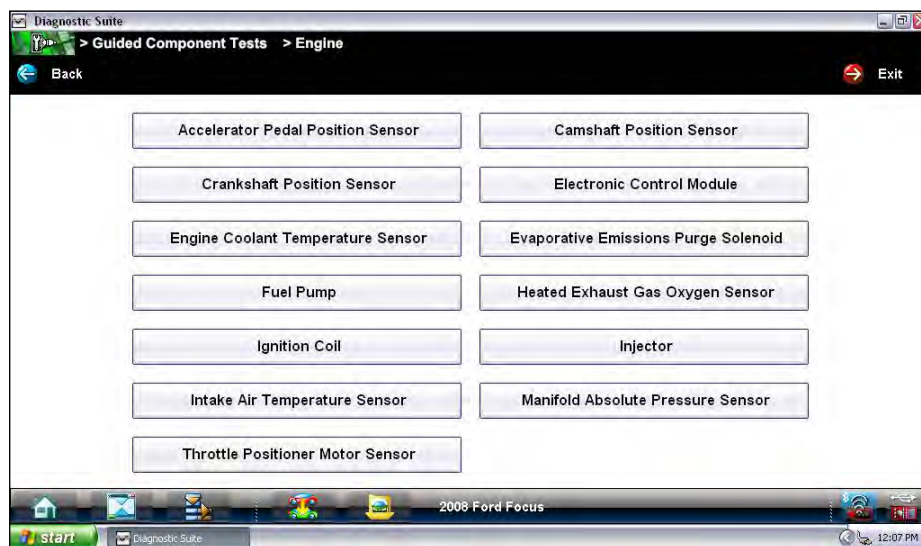 Diagnostic Suite
> Guided Component Tests > Engine
Back Exit
Accelerator Pedal Position Sensor Camshaft Position Sensor
Crankshaft Position Sensor Electronic Control Module
Engine Coolant Temperature Sensor Evaporative Emissions Purge Solenoid
Fuel Pump Heated Exhaust Gas Oxygen Sensor
Ignition Coil Injector
Intake Air Temperature Sensor Manifold Absolute Pressure Sensor
Throttle Positioner Motor Sensor
2008 Ford Focus
start Diagnostic Suite 12:07 PM